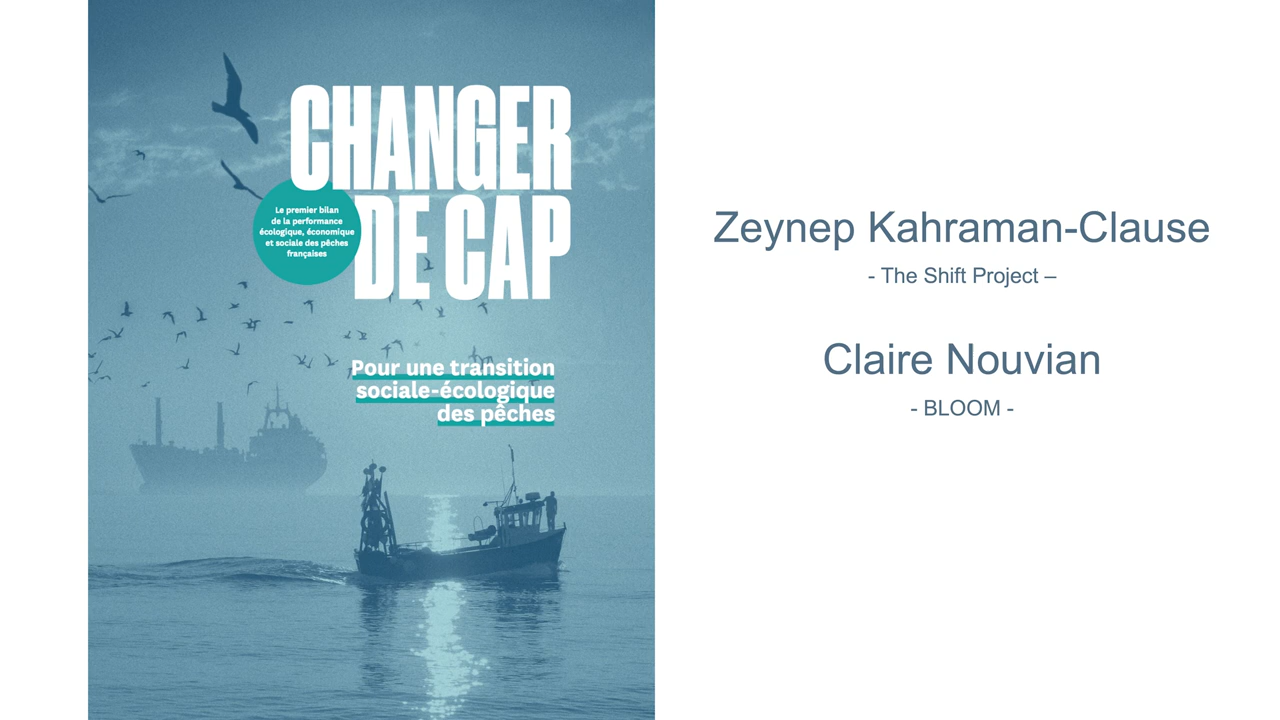 CHANGER
DE CAP
Le premier bilan
de la performance
écologique, économique
et sociale des pêches
françaises
Pour une transition
sociale-écologique
des pêches
Zeynep Kahraman-Clause
- The Shift Project –
Claire Nouvian
- BLOOM -